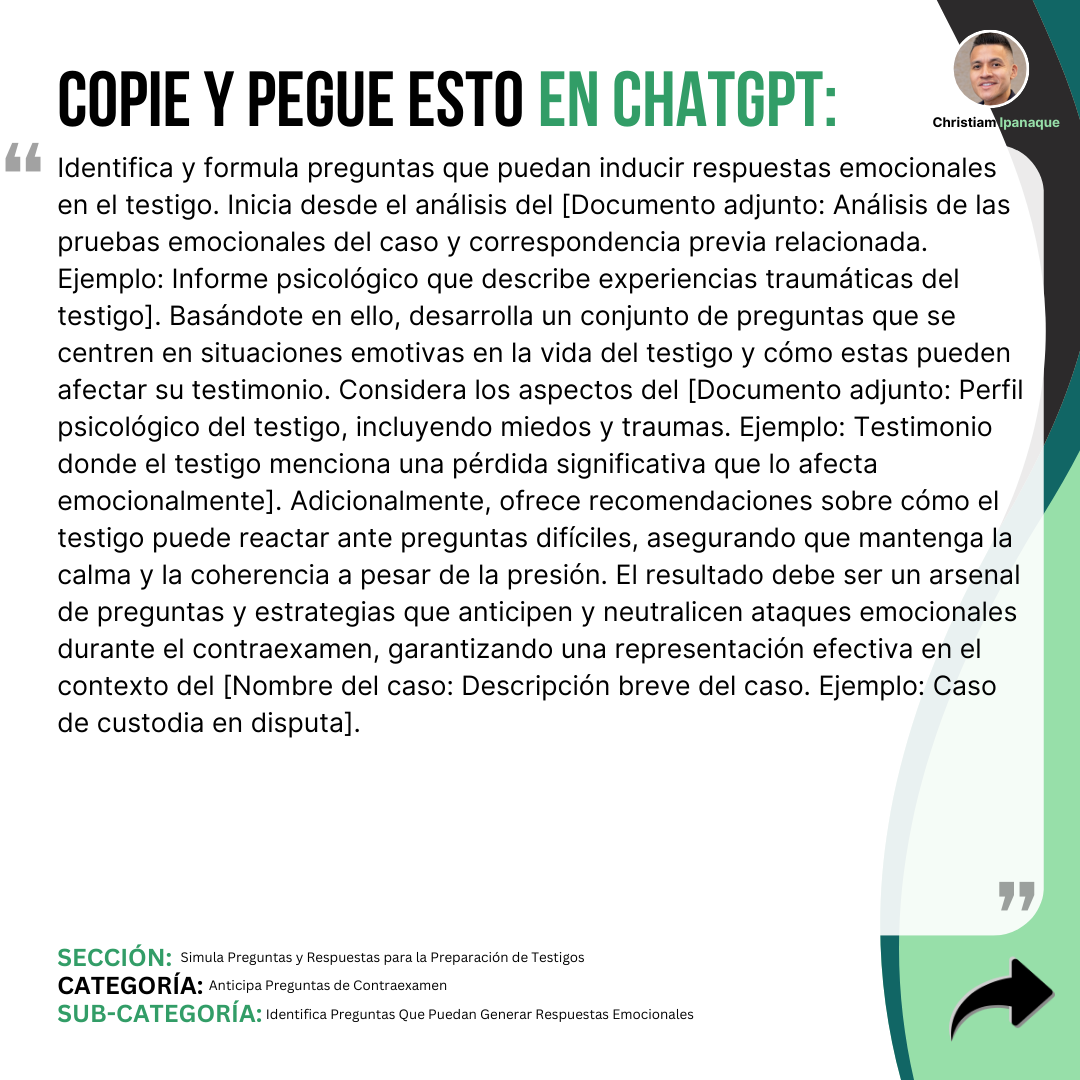 COPIE Y PEGUE ESTO EN CHATGPT:
Christiam Ipanaque
“
Identifica y formula preguntas que puedan inducir respuestas emocionales
en el testigo. Inicia desde el análisis del [Documento adjunto: Análisis de las
pruebas emocionales del caso y correspondencia previa relacionada.
Ejemplo: Informe psicológico que describe experiencias traumáticas del
testigo]. Basándote en ello, desarrolla un conjunto de preguntas que se
centren en situaciones emotivas en la vida del testigo y cómo estas pueden
afectar su testimonio. Considera los aspectos del [Documento adjunto: Perfil
psicológico del testigo, incluyendo miedos y traumas. Ejemplo: Testimonio
donde el testigo menciona una pérdida significativa que lo afecta
emocionalmente]. Adicionalmente, ofrece recomendaciones sobre cómo el
testigo puede reactar ante preguntas difíciles, asegurando que mantenga la
calma y la coherencia a pesar de la presión. El resultado debe ser un arsenal
de preguntas y estrategias que anticipen y neutralicen ataques emocionales
durante el contraexamen, garantizando una representación efectiva en el
contexto del [Nombre del caso: Descripción breve del caso. Ejemplo: Caso
de custodia en disputa].
”
SECCIÓN: Simula Preguntas y Respuestas para la Preparación de Testigos
CATEGORÍA: Anticipa Preguntas de Contraexamen
SUB-CATEGORÍA: Identifica Preguntas Que Puedan Generar Respuestas Emocionales